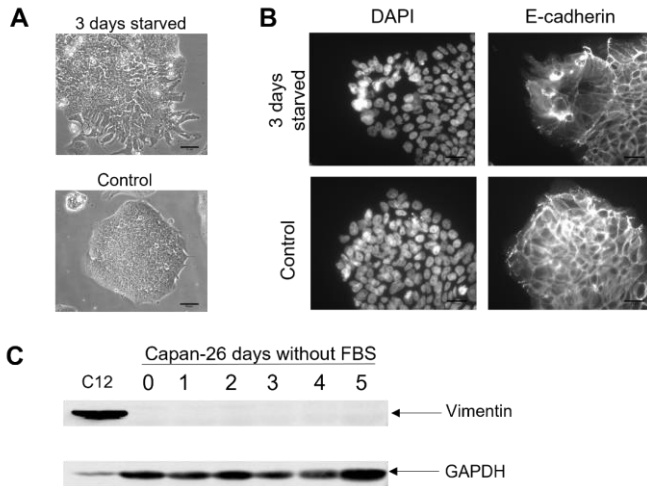 A
3 days starved
Control
B
DAPI
E-cadherin
3 days
starved
Control
C
Capan-26 days without FBS
C12
0 1 2 3 4 5
Vimentin
GAPDH